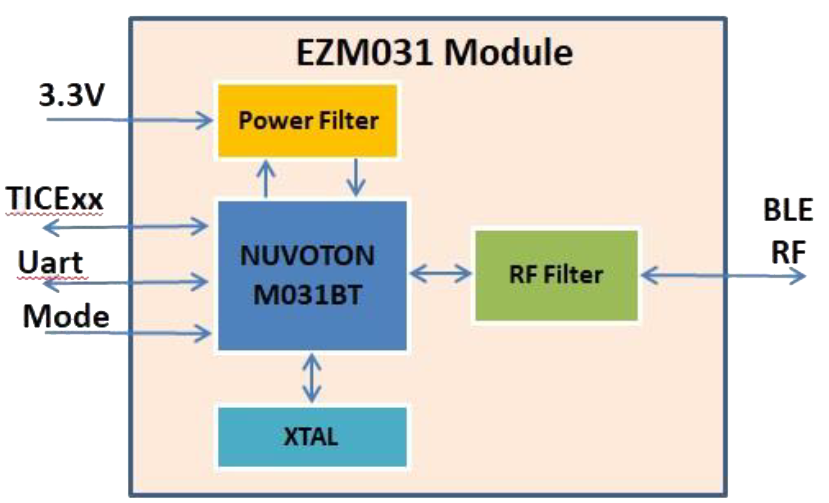 EZM031 Module
3.3V
Power Filter
TICExx
Uart
Mode
NUVOTON
M031BT
RF Filter
BLE
RF
XTAL